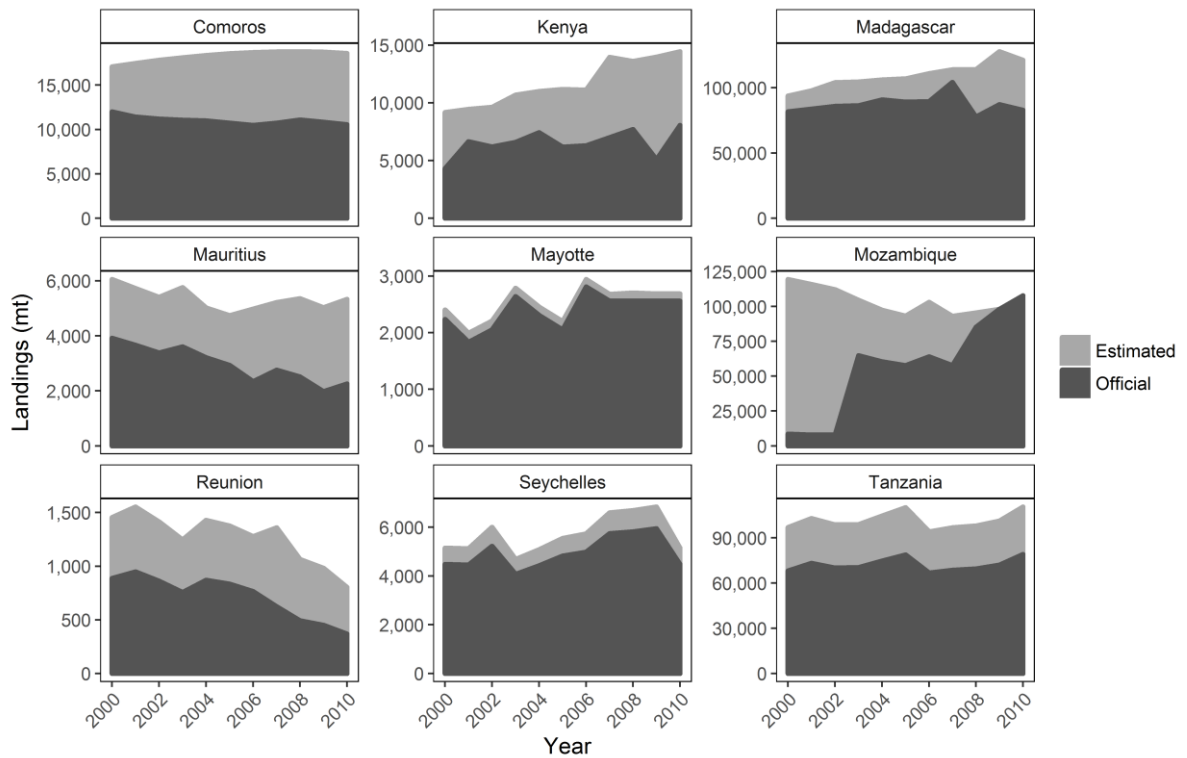 Comoros
Kenya
Madagascar
15,000
10,000
5,000
0
15,000
10,000
5,000
0
100,000
50,000
0
Mauritius
Mayotte
Mozambique
6,000
4,000
2,000
0
3,000
2,000
1,000
0
125,000
100,000
75,000
50,000
25,000
0
Landings (mt)
Estimated
Official
Reunion
Seychelles
Tanzania
1,500
1,000
500
0
6,000
4,000
2,000
0
90,000
60,000
30,000
0
2000 2002 2004 2006 2008 2010
2000 2002 2004 2006 2008 2010
2000 2002 2004 2006 2008 2010
Year